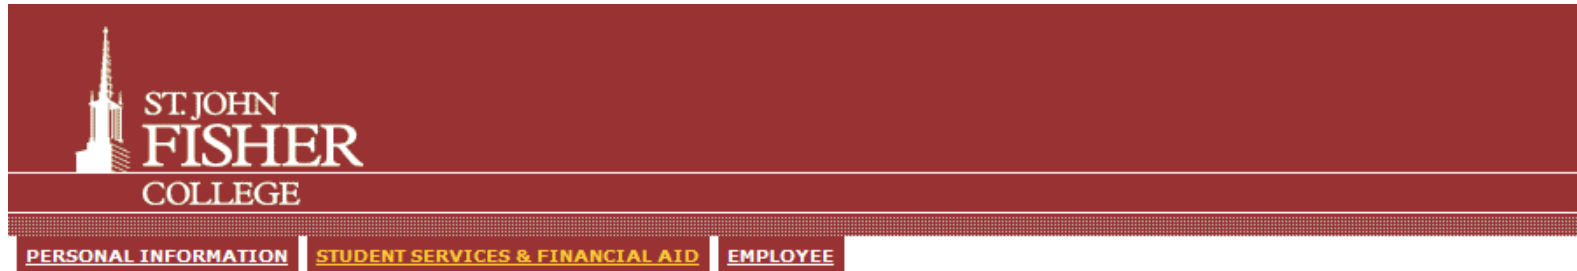 ST. JOHN
FISHER
COLLEGE
PERSONAL INFORMATION STUDENT SERVICES & FINANCIAL AID EMPLOYEE